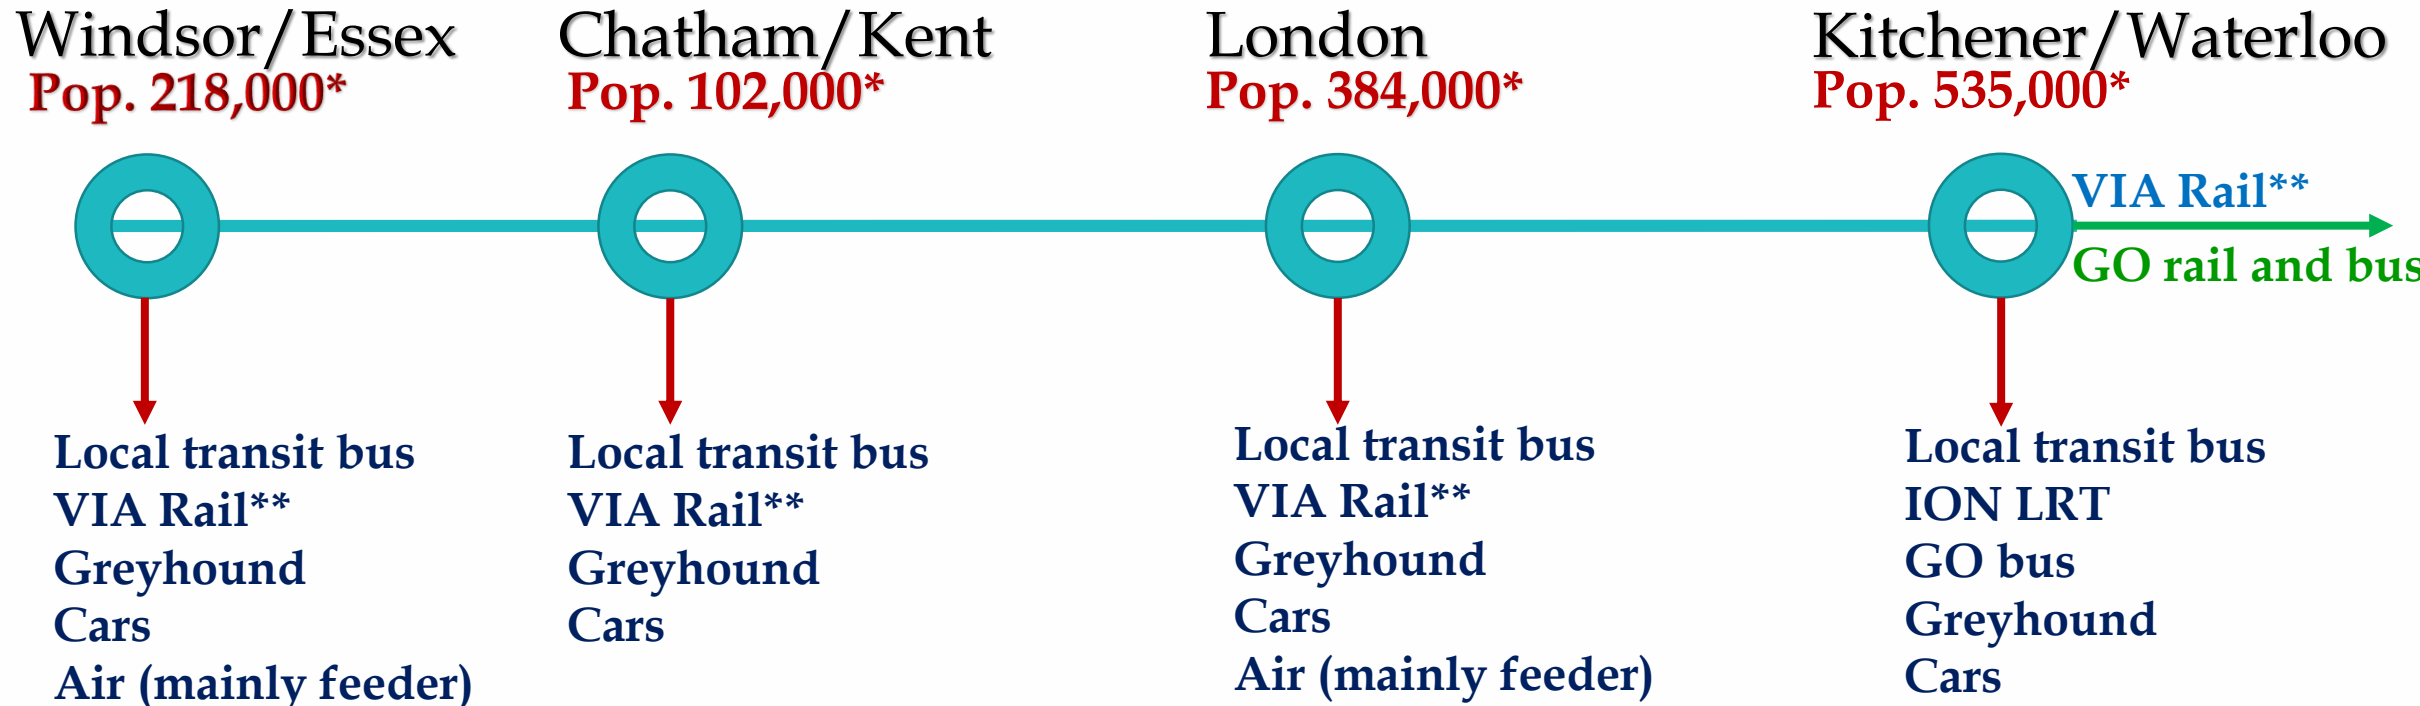 Windsor/Essex
Pop. 218,000*
Chatham/Kent
Pop. 102,000*
London
Pop. 384,000*
Kitchener/Waterloo
Pop. 535,000*
VIA Rail**
GO rail and bus
Local transit bus
VIA Rail**
Greyhound
Cars
Air (mainly feeder)
Local transit bus
VIA Rail**
Greyhound
Cars
Local transit bus
VIA Rail**
Greyhound
Cars
Air (mainly feeder)
Local transit bus
ION LRT
GO bus
Greyhound
Cars